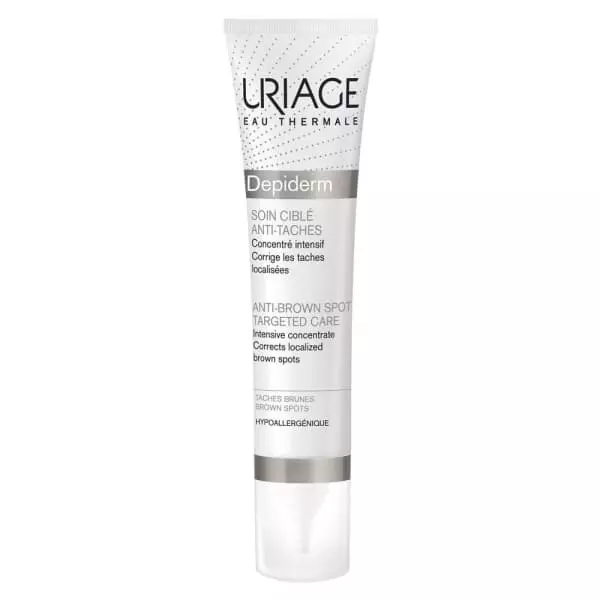 URIAGE
EAU THERMALE
Depiderm
SOIN CIBLÉ
ANTI-TACHES
Concentré intensif
Corrige les taches
localisées
ANTI-BROWN SPOT
TARGETED CARE
Intensive concentrate
Corrects localized
brown spots
TACHES BRUNES
BROWN SPOTS
HYPOALLERGÉNIQUE